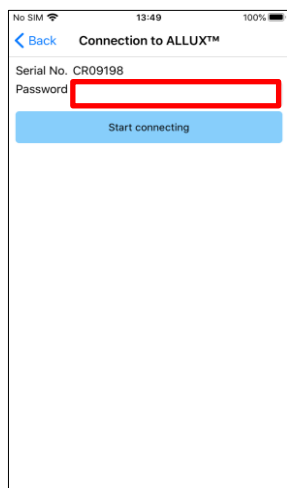 No SIM 13:49 100%
Back Connection to ALLUX™
Serial No. CR09198
Password
Start connecting